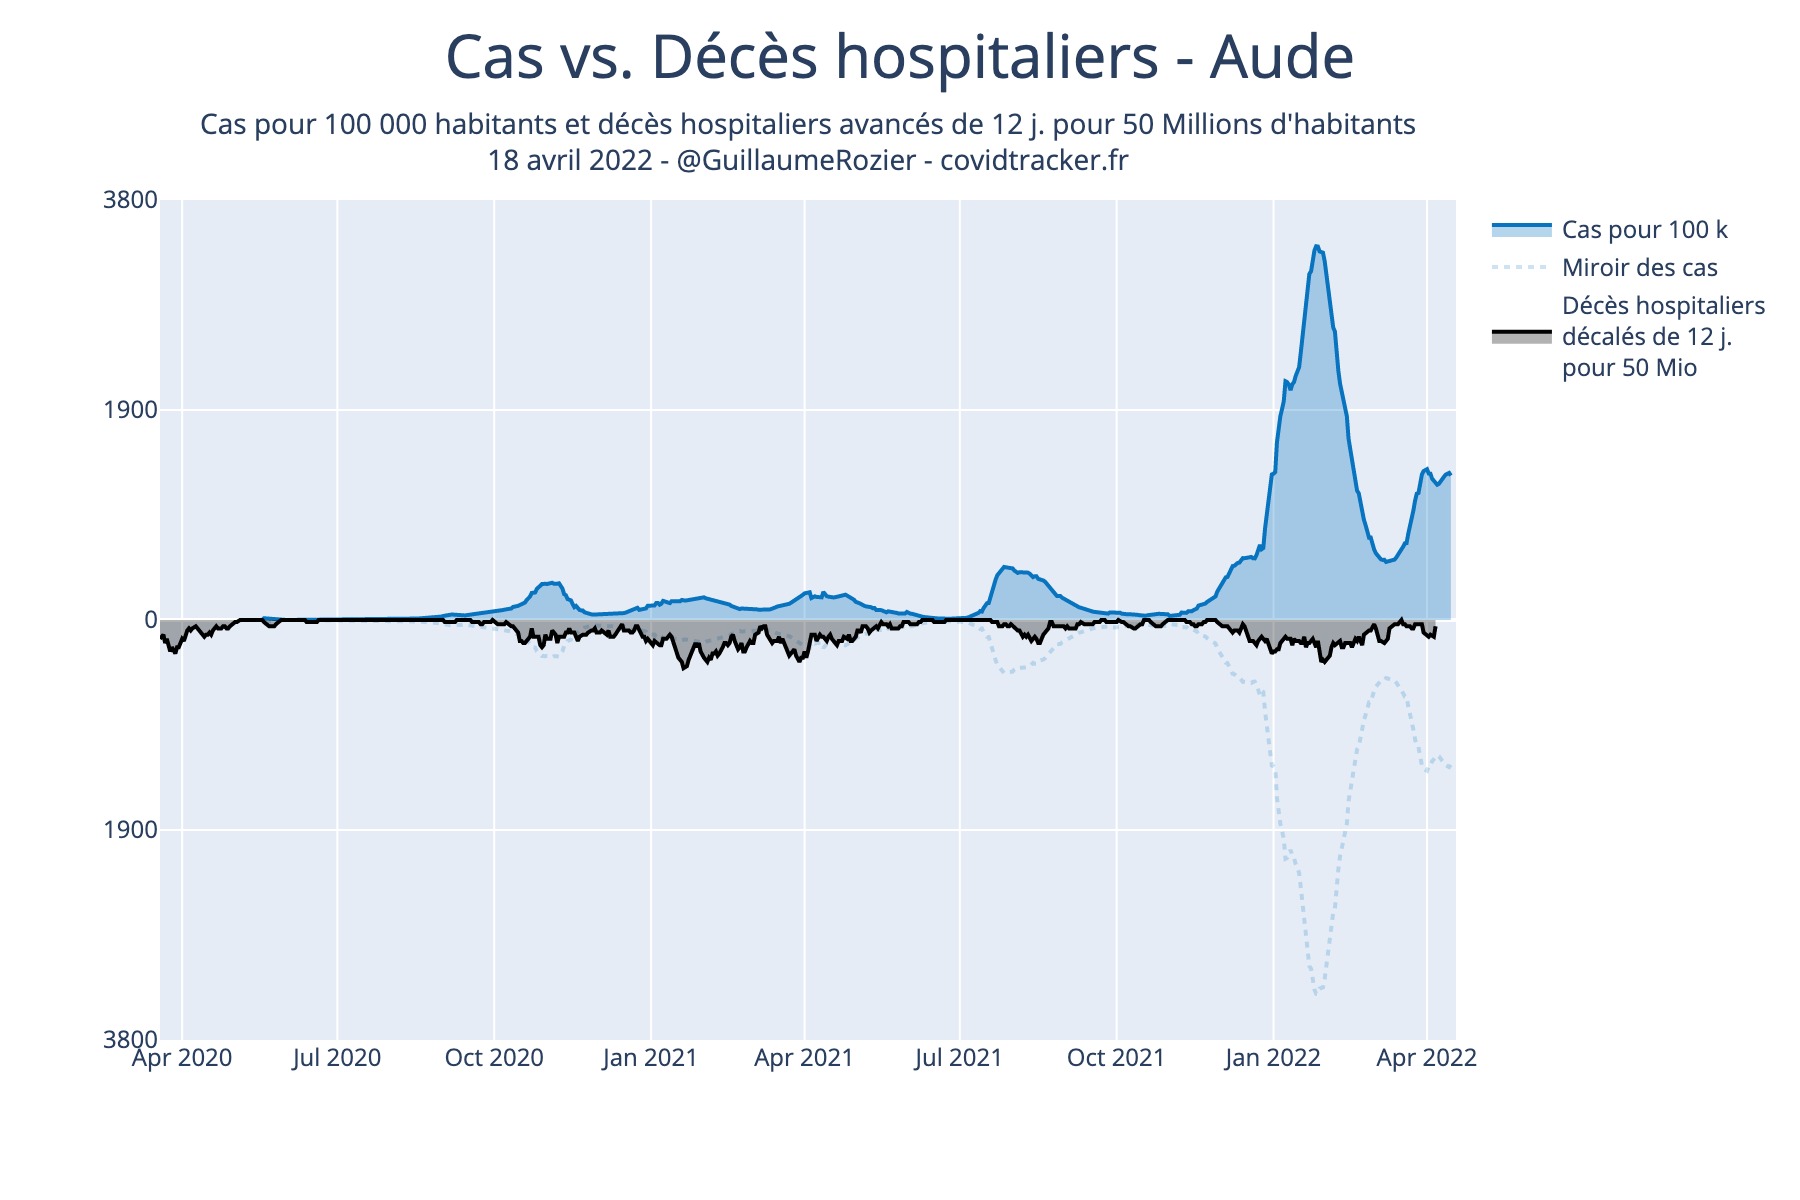 Cas vs. Décès hospitaliers - Aude
Cas pour 100 000 habitants et décès hospitaliers avancés de 12 j. pour 50 Millions d'habitants
18 avril 2022 - @GuillaumeRozier - covidtracker.fr
3800
1900
0
1900
3800
Apr 2020
Jul 2020
Oct 2020
Jan 2021
Apr 2021
Jul 2021
Oct 2021
Jan 2022
Apr 2022
Cas pour 100 k
Miroir des cas
Décès hospitaliers
décalés de 12 j.
pour 50 Mio